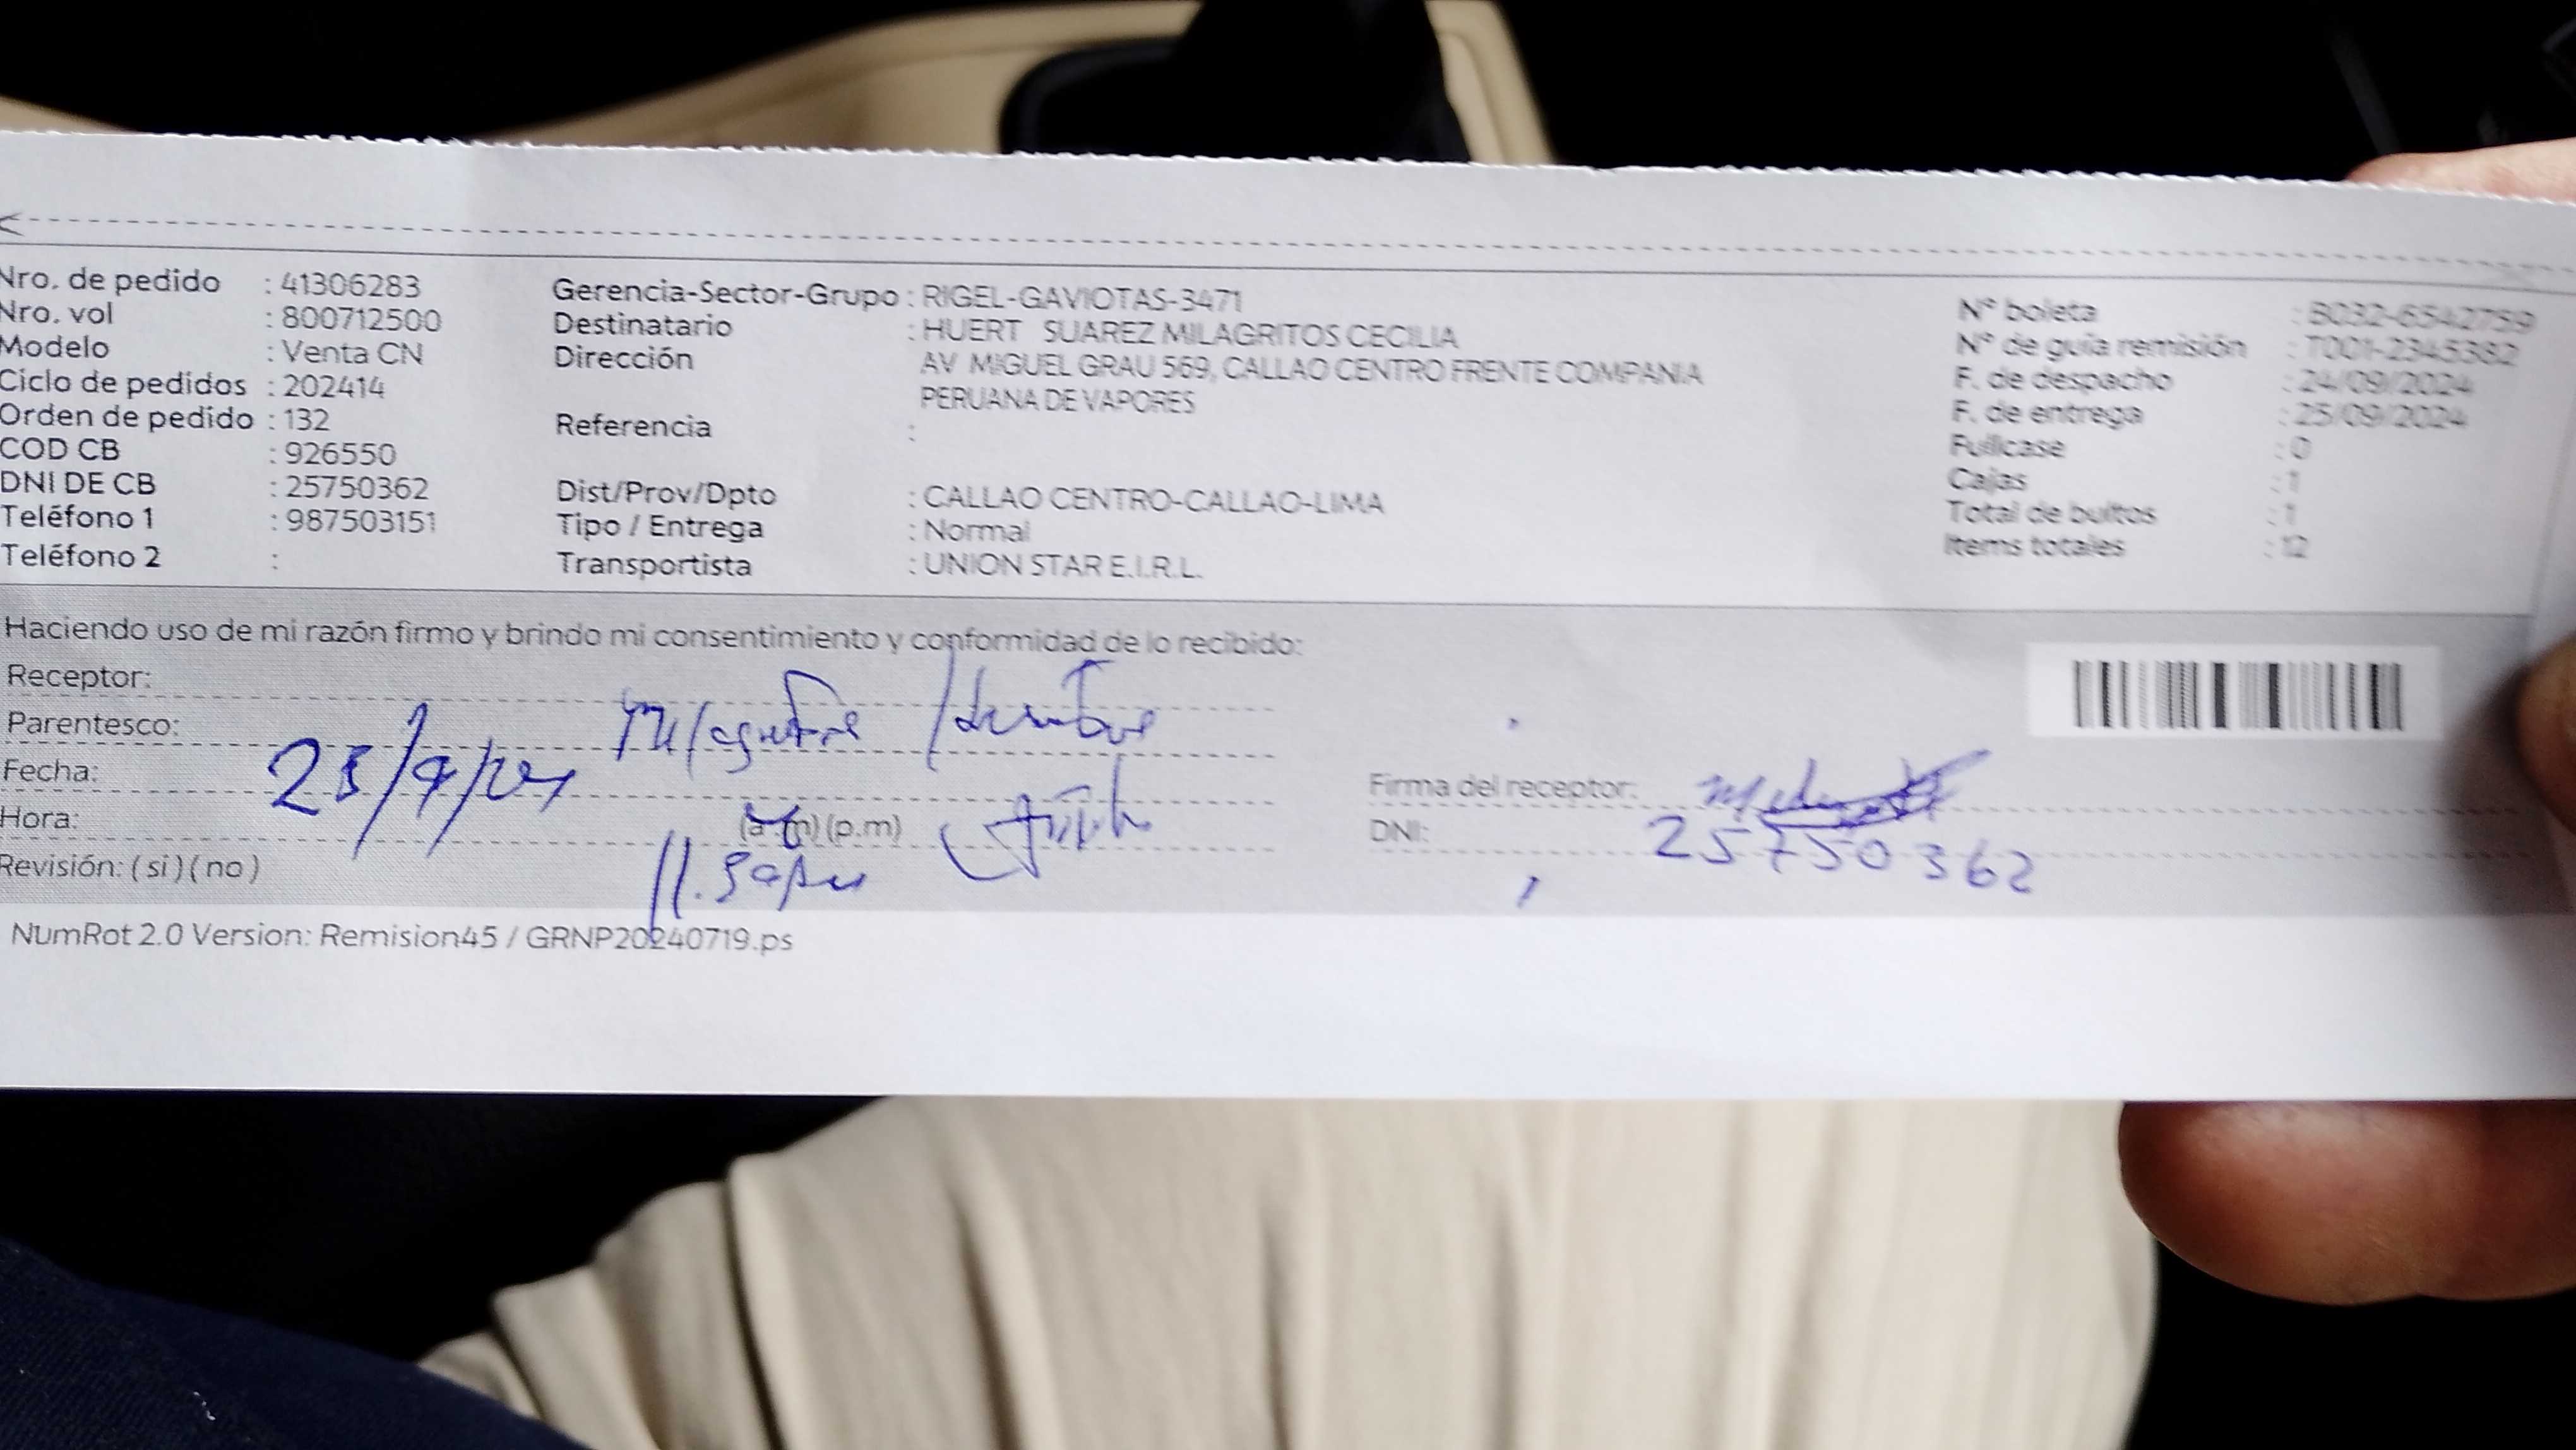 Nro. de pedido : 41306283
Nro. vol : 800712500
Modelo : Venta CN
Ciclo de pedidos : 202414
Orden de pedido : 132
COD CB : 926550
DNI DE CB : 25750362
Teléfono 1 : 987503151
Teléfono 2 :
Gerencia-Sector-Grupo : RIGEL-GAVIOTAS-3471
Destinatario : HUERT SUAREZ MILAGRITOS CECILIA
Dirección AV MIGUEL GRAU 569, CALLAO CENTRO FRENTE COMPANIA
PERUANA DE VAPORES
Referencia :
Dist/Prov/Dpto : CALLAO CENTRO-CALLAO-LIMA
Tipo / Entrega : Normal
Transportista : UNION STAR E.I.R.L.
N° boleta : B032-6542759
N° de guía remisión : T001-2345382
F. de despacho : 24/09/2024
F. de entrega : 25/09/2024
Fullcase : 0
Cajas : 1
Total de bultos : 1
Items totales : 12
Haciendo uso de mi razón firmo y brindo mi consentimiento y conformidad de lo recibido:
Receptor:
Parentesco:
Fecha:
Hora: (a.m) (p.m)
Revisión: ( si ) ( no )
Firma del receptor:
DNI: 25750362
NumRot 2.0 Version: Remision45 / GRNP20240719.ps